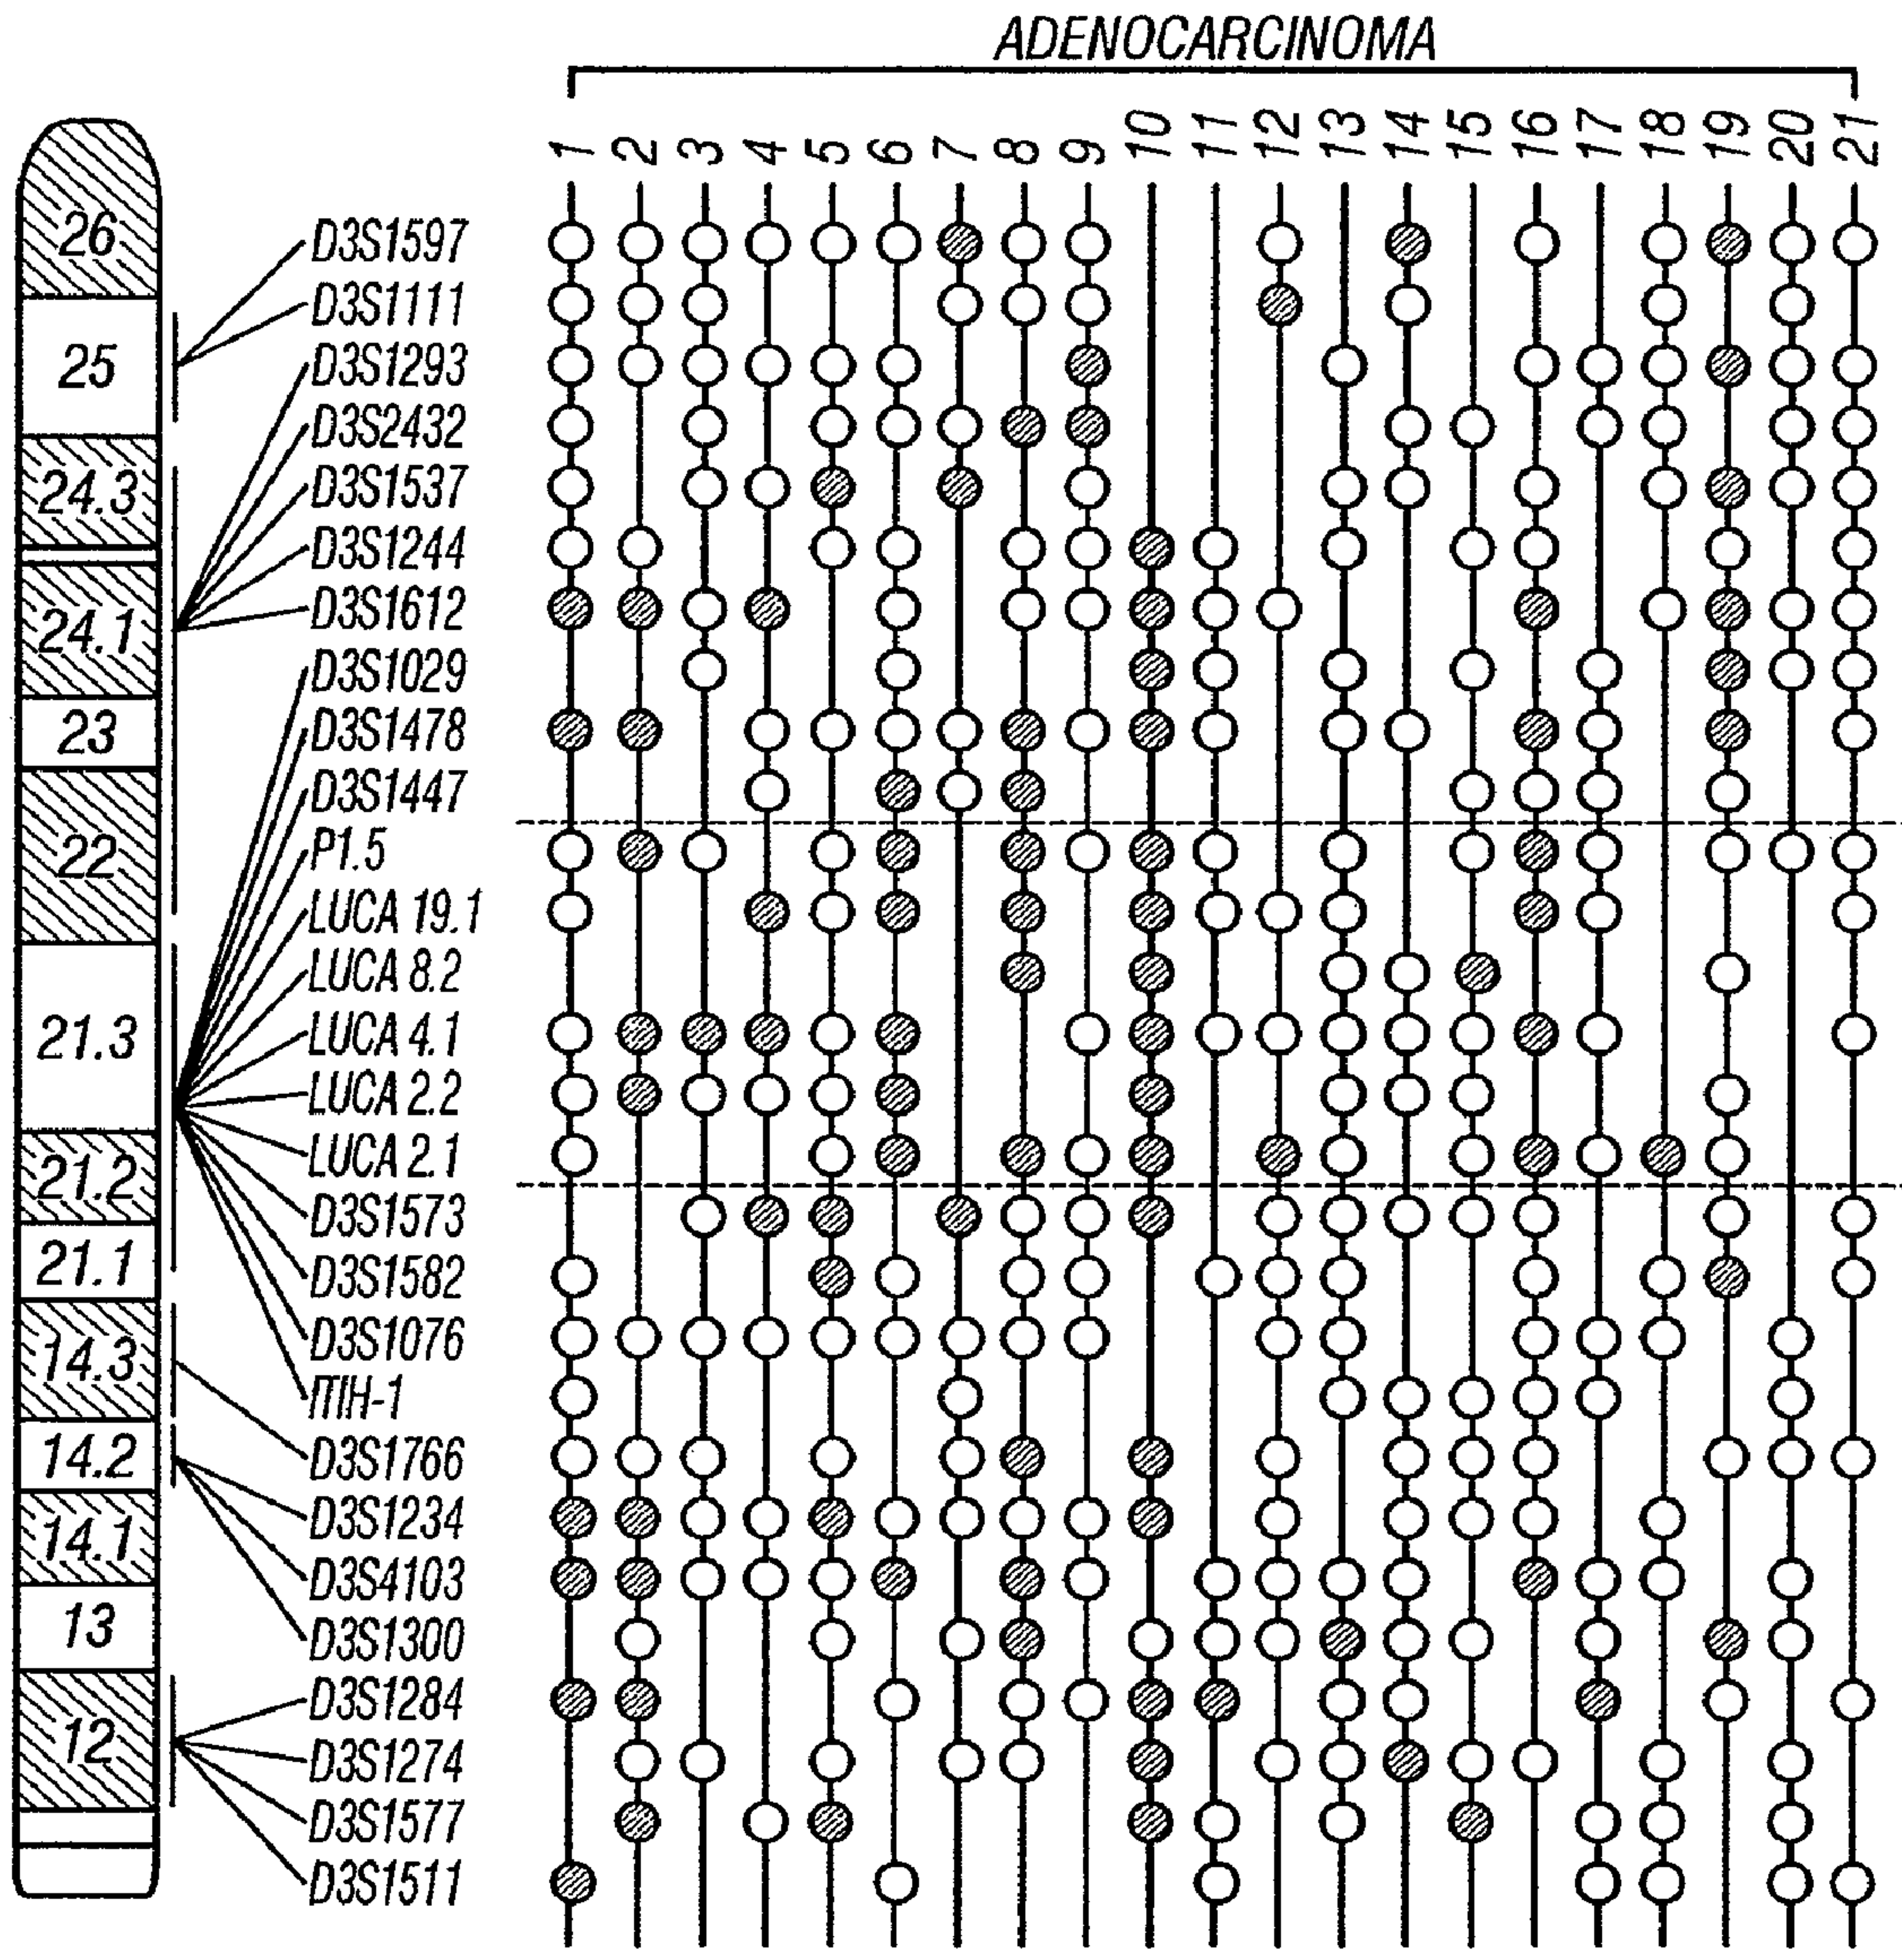 ADENOCARCINOMA
1 2 3 4 5 6 7 8 9 10 11 12 13 14 15 16 17 18 19 20 21
26
D3S1597
D3S1111
25
D3S1293
D3S2432
24.3
D3S1537
D3S1244
24.1
D3S1612
D3S1029
23
D3S1478
D3S1447
22
P1.5
LUCA 19.1
LUCA 8.2
21.3
LUCA 4.1
LUCA 2.2
21.2
LUCA 2.1
D3S1573
21.1
D3S1582
D3S1076
14.3
ITIH-1
14.2
D3S1766
14.1
D3S1234
D3S4103
13
D3S1300
D3S1284
12
D3S1274
D3S1577
D3S1511